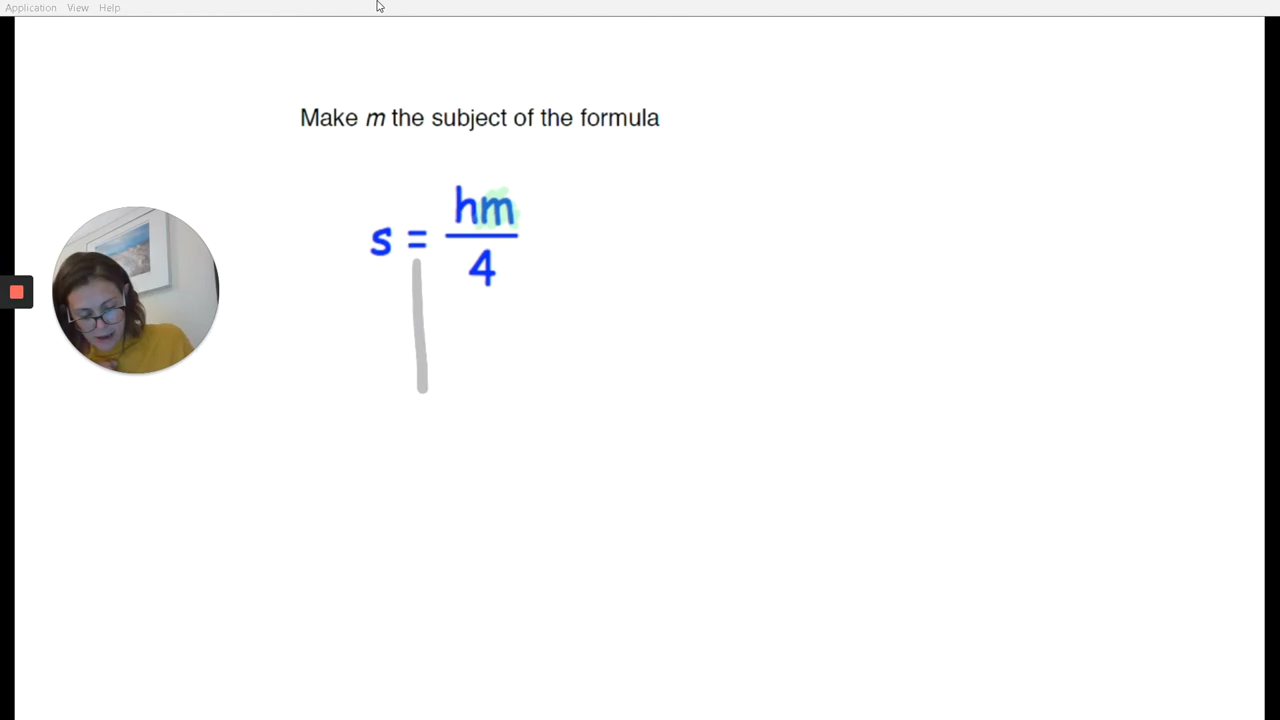 Application View Help
Make m the subject of the formula
s = hm/4